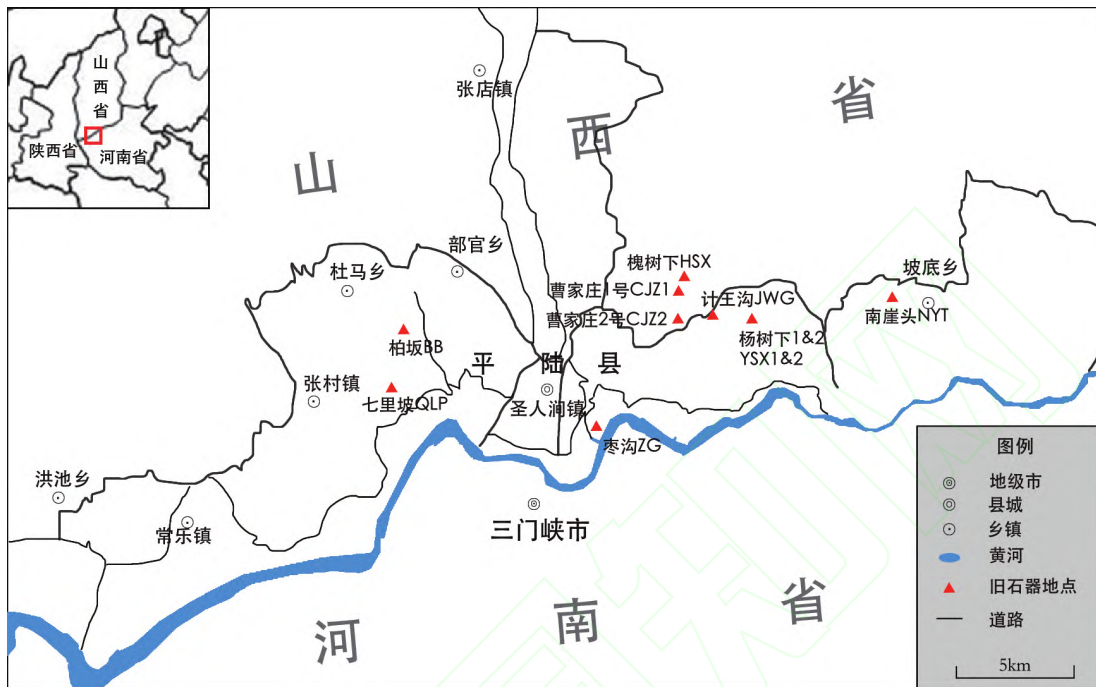 山
西
省
陕西省
河南省
张店镇
山
西
省
部官乡
杜马乡
槐树下HSX
坡底乡
曹家庄1号CJZ1
计王沟JWG
曹家庄2号CJZ2
南崖头NYT
柏坂BB
杨树下1&2
YSX1&2
平
陆
县
张村镇
七里坡QLP
圣人涧镇
枣沟ZG
洪池乡
常乐镇
三门峡市
河
南
省
图例
地级市
县城
乡镇
黄河
旧石器地点
道路
5km